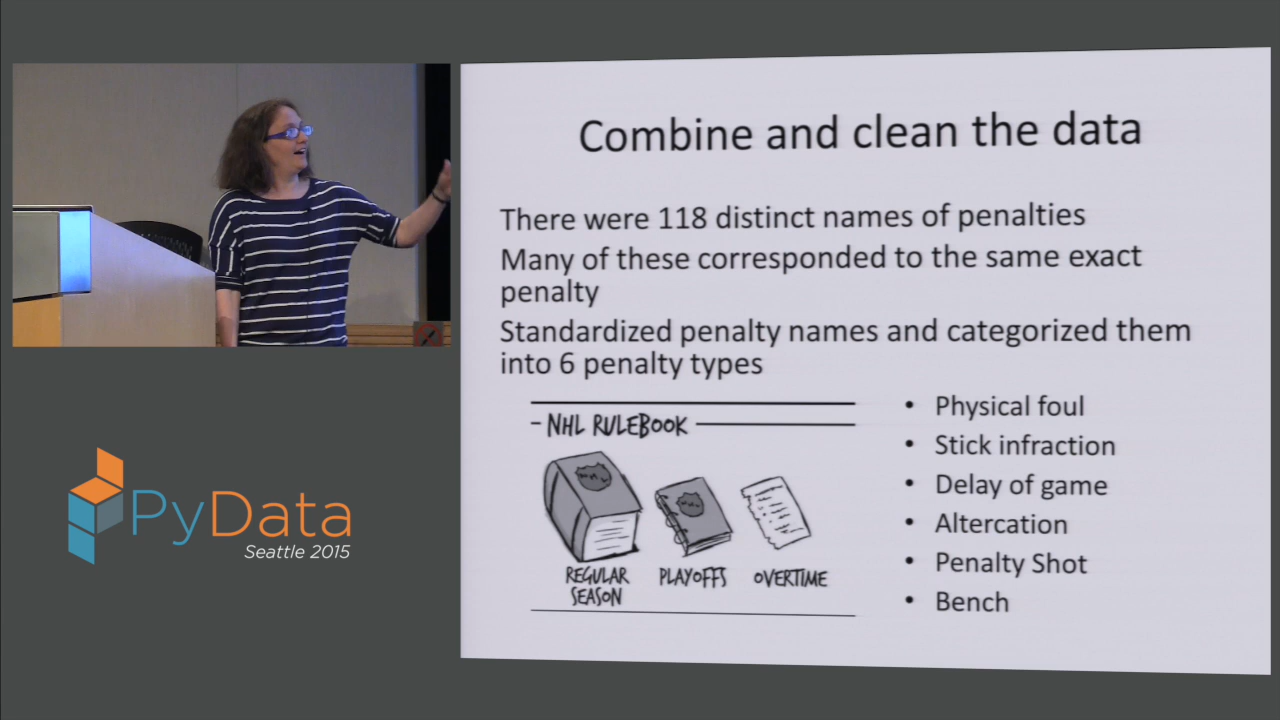 Combine and clean the data
There were 118 distinct names of penalties
Many of these corresponded to the same exact
penalty
Standardized penalty names and categorized them
into 6 penalty types
- NHL RULEBOOK
REGULAR
SEASON
PLAYOFFS
OVERTIME
• Physical foul
• Stick infraction
• Delay of game
• Altercation
• Penalty Shot
• Bench
PyData
Seattle 2015